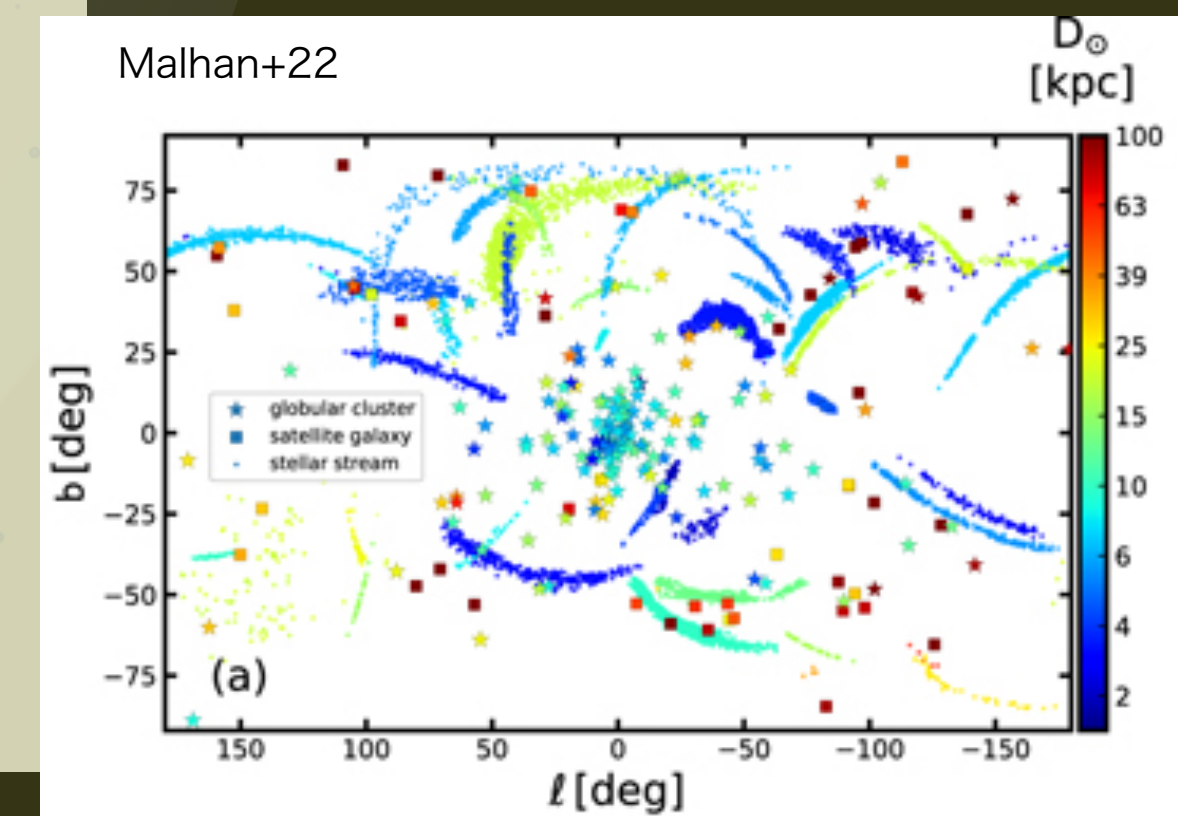 Malhan+22
D⊙
[kpc]
100
63
39
25
15
10
6
4
2
75
50
25
0
−25
−50
−75
b [deg]
globular cluster
satellite galaxy
stellar stream
(a)
150 100 50 0 −50 −100 −150
ℓ [deg]